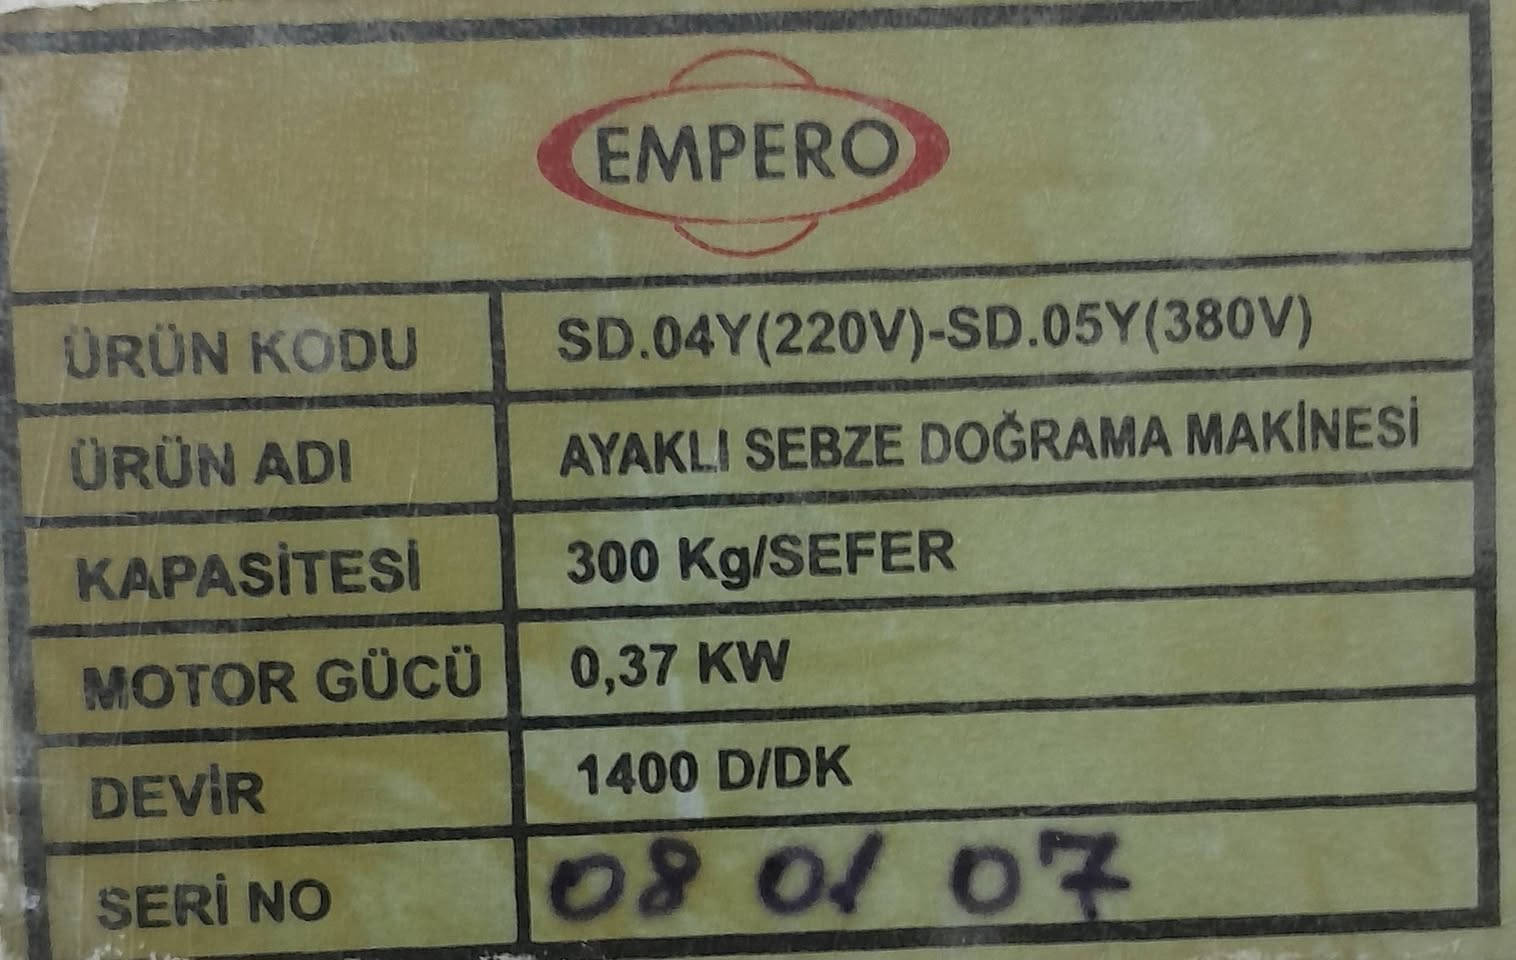 EMPERO
ÜRÜN KODU SD.04Y(220V)-SD.05Y(380V)
ÜRÜN ADI AYAKLI SEBZE DOĞRAMA MAKİNESİ
KAPASİTESİ 300 Kg/SEFER
MOTOR GÜCÜ 0,37 KW
DEVİR 1400 D/DK
SERİ NO 08 01 07